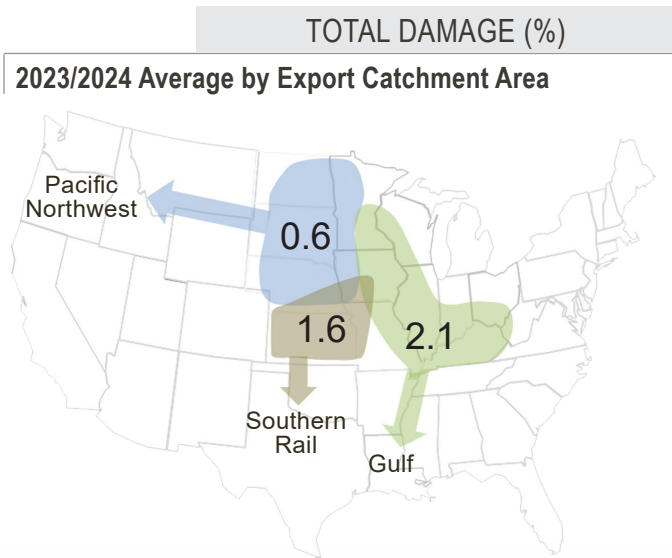 TOTAL DAMAGE (%)
2023/2024 Average by Export Catchment Area
Pacific
Northwest
0.6
1.6
2.1
Southern
Rail
Gulf